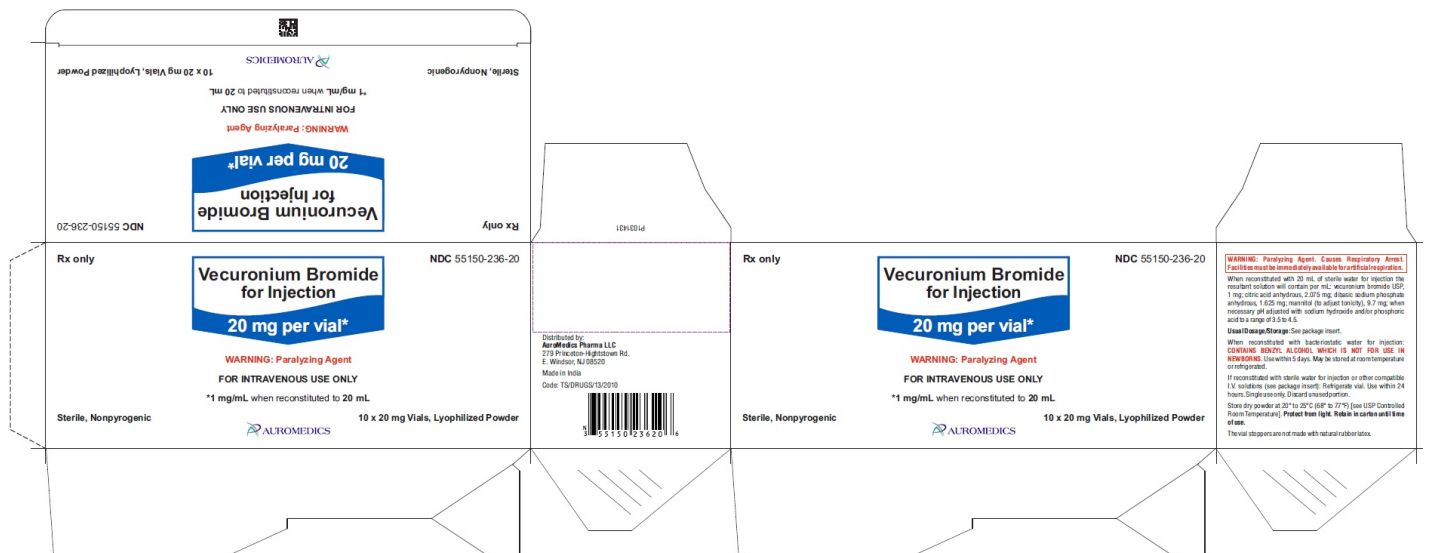 AUROMEDICS
Sterile, Nonpyrogenic
10 x 20 mg Vials, Lyophilized Powder
*1 mg/mL when reconstituted to 20 mL
FOR INTRAVENOUS USE ONLY
WARNING: Paralyzing Agent
20 mg per vial*
Vecuronium Bromide
for Injection
Rx only
NDC 55150-236-20
Rx only
NDC 55150-236-20
Vecuronium Bromide
for Injection
20 mg per vial*
WARNING: Paralyzing Agent
FOR INTRAVENOUS USE ONLY
*1 mg/mL when reconstituted to 20 mL
Sterile, Nonpyrogenic
10 x 20 mg Vials, Lyophilized Powder
AUROMEDICS
P1031431
Distributed by:
AuroMedics Pharma LLC
279 Princeton-Hightstown Rd.
E. Windsor, NJ 08520
Made in India
Code: TS/DRUGS/13/2010
N
3 55150 23620 6
Rx only
NDC 55150-236-20
Vecuronium Bromide
for Injection
20 mg per vial*
WARNING: Paralyzing Agent
FOR INTRAVENOUS USE ONLY
*1 mg/mL when reconstituted to 20 mL
Sterile, Nonpyrogenic
10 x 20 mg Vials, Lyophilized Powder
AUROMEDICS
WARNING: Paralyzing Agent. Causes Respiratory Arrest.
Facilities must be immediately available for artificial respiration.
When reconstituted with 20 mL of sterile water for injection the
resultant solution will contain per mL: vecuronium bromide USP,
1 mg; citric acid anhydrous, 2.075 mg; dibasic sodium phosphate
anhydrous, 1.625 mg; mannitol (to adjust tonicity), 9.7 mg; when
necessary pH adjusted with sodium hydroxide and/or phosphoric
acid to a range of 3.5 to 4.5.
Usual Dosage/Storage: See package insert.
When reconstituted with bacteriostatic water for injection:
CONTAINS BENZYL ALCOHOL WHICH IS NOT FOR USE IN
NEWBORNS. Use within 5 days. May be stored at room temperature
or refrigerated.
If reconstituted with sterile water for injection or other compatible
I.V. solutions (see package insert): Refrigerate vial. Use within 24
hours. Single use only. Discard unused portion.
Store dry powder at 20° to 25°C (68° to 77°F) [see USP Controlled
Room Temperature]. Protect from light. Retain in carton until time
of use.
The vial stoppers are not made with natural rubber latex.